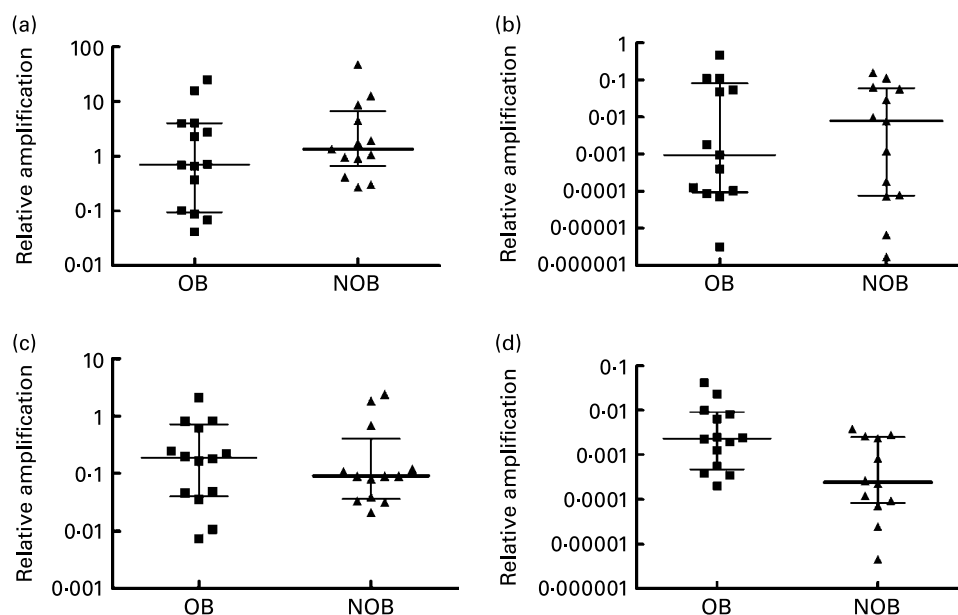 (a)
Relative amplification
100
10
1
0·1
0·01
OB
NOB
(b)
Relative amplification
1
0·1
0·01
0·001
0·0001
0·00001
0·000001
OB
NOB
(c)
Relative amplification
10
1
0·1
0·01
0·001
OB
NOB
(d)
Relative amplification
0·1
0·01
0·001
0·0001
0·00001
0·000001
OB
NOB